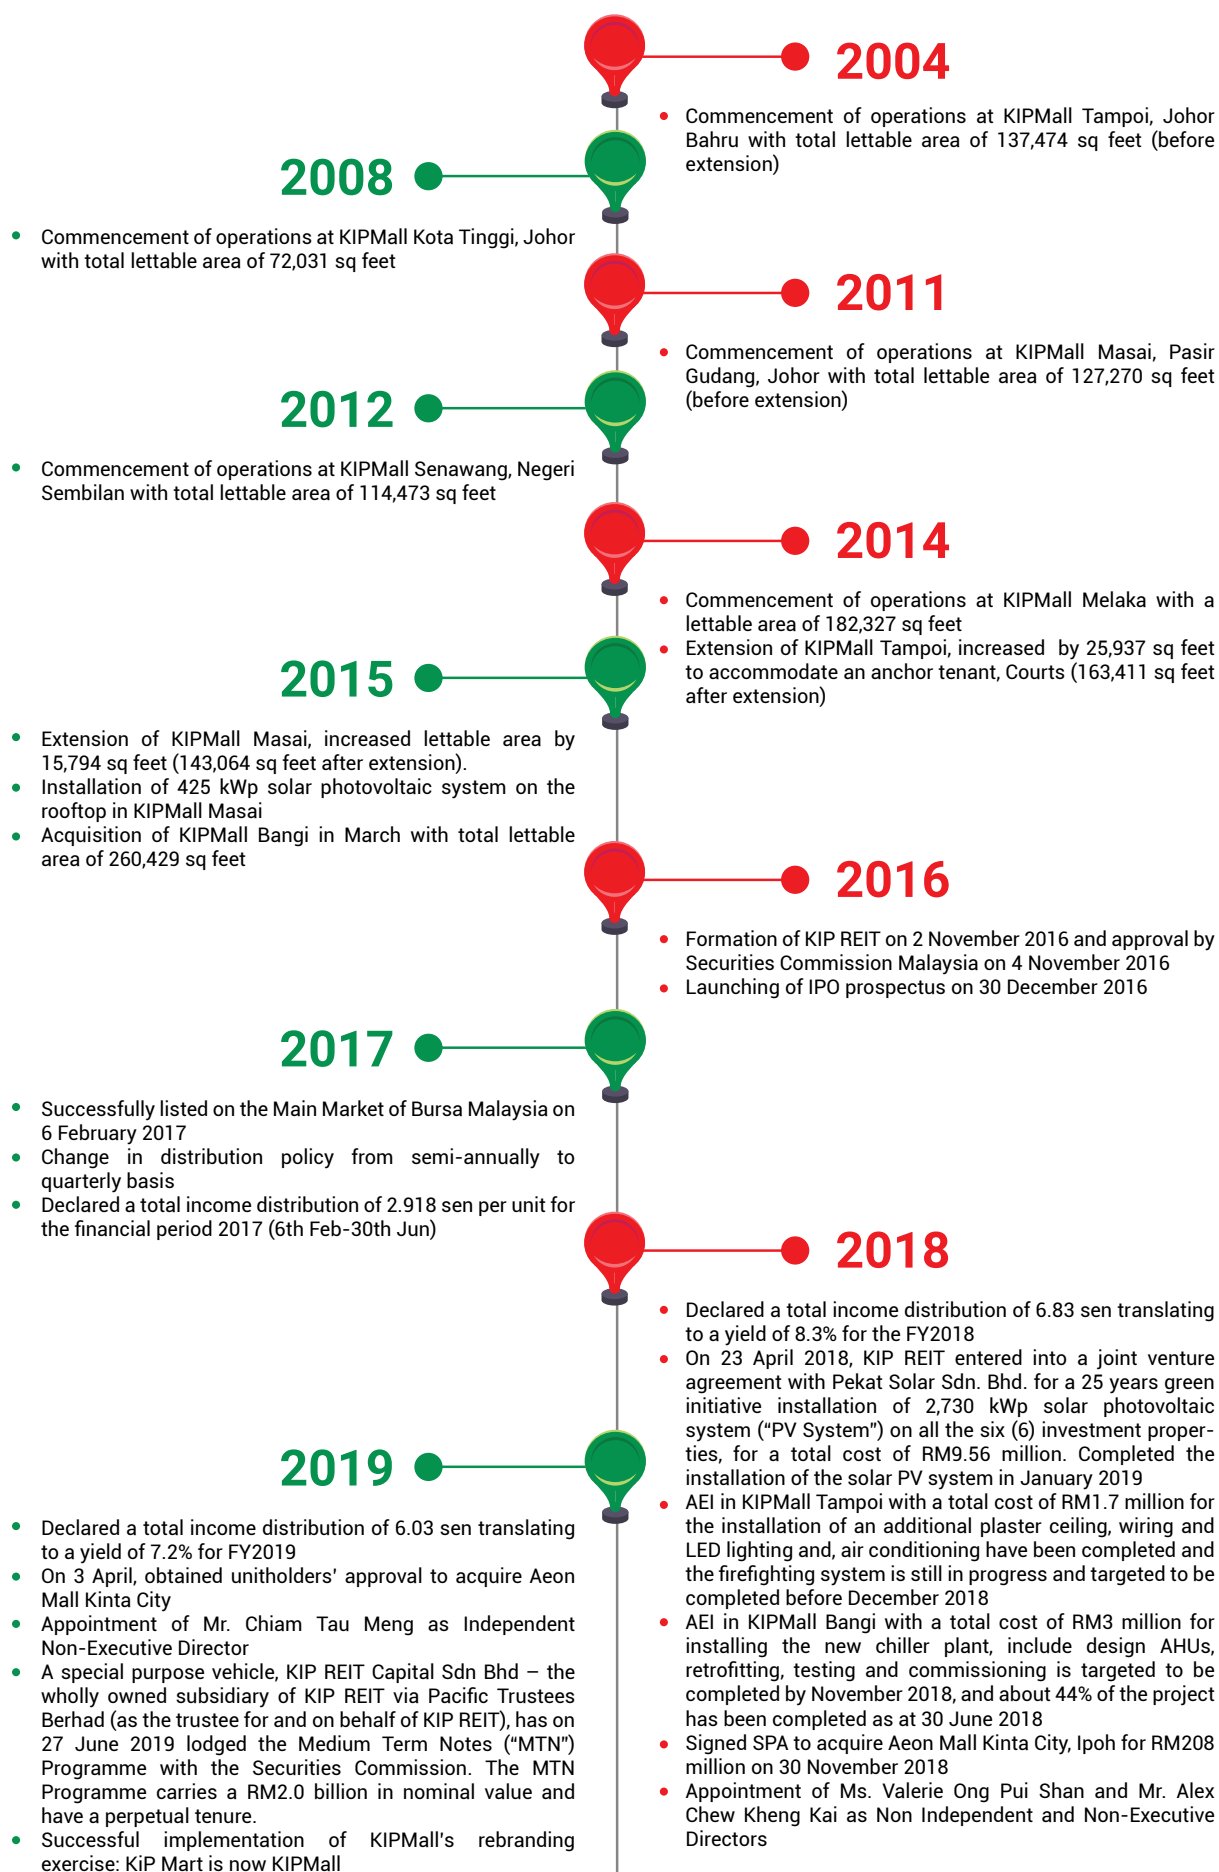 2004
• Commencement of operations at KIPMall Tampoi, Johor
Bahru with total lettable area of 137,474 sq feet (before
extension)
2008
• Commencement of operations at KIPMall Kota Tinggi, Johor
with total lettable area of 72,031 sq feet
2011
• Commencement of operations at KIPMall Masai, Pasir
Gudang, Johor with total lettable area of 127,270 sq feet
(before extension)
2012
• Commencement of operations at KIPMall Senawang, Negeri
Sembilan with total lettable area of 114,473 sq feet
2014
• Commencement of operations at KIPMall Melaka with a
lettable area of 182,327 sq feet
• Extension of KIPMall Tampoi, increased by 25,937 sq feet
to accommodate an anchor tenant, Courts (163,411 sq feet
after extension)
2015
• Extension of KIPMall Masai, increased lettable area by
15,794 sq feet (143,064 sq feet after extension).
• Installation of 425 kWp solar photovoltaic system on the
rooftop in KIPMall Masai
• Acquisition of KIPMall Bangi in March with total lettable
area of 260,429 sq feet
2016
• Formation of KIP REIT on 2 November 2016 and approval by
Securities Commission Malaysia on 4 November 2016
• Launching of IPO prospectus on 30 December 2016
2017
• Successfully listed on the Main Market of Bursa Malaysia on
6 February 2017
• Change in distribution policy from semi-annually to
quarterly basis
• Declared a total income distribution of 2.918 sen per unit for
the financial period 2017 (6th Feb-30th Jun)
2018
• Declared a total income distribution of 6.83 sen translating
to a yield of 8.3% for the FY2018
• On 23 April 2018, KIP REIT entered into a joint venture
agreement with Pekat Solar Sdn. Bhd. for a 25 years green
initiative installation of 2,730 kWp solar photovoltaic
system (“PV System”) on all the six (6) investment proper-
ties, for a total cost of RM9.56 million. Completed the
installation of the solar PV system in January 2019
• AEI in KIPMall Tampoi with a total cost of RM1.7 million for
the installation of an additional plaster ceiling, wiring and
LED lighting and, air conditioning have been completed and
the firefighting system is still in progress and targeted to be
completed before December 2018
• AEI in KIPMall Bangi with a total cost of RM3 million for
installing the new chiller plant, include design AHUs,
retrofitting, testing and commissioning is targeted to be
completed by November 2018, and about 44% of the project
has been completed as at 30 June 2018
• Signed SPA to acquire Aeon Mall Kinta City, Ipoh for RM208
million on 30 November 2018
• Appointment of Ms. Valerie Ong Pui Shan and Mr. Alex
Chew Kheng Kai as Non Independent and Non-Executive
Directors
2019
• Declared a total income distribution of 6.03 sen translating
to a yield of 7.2% for FY2019
• On 3 April, obtained unitholders’ approval to acquire Aeon
Mall Kinta City
• Appointment of Mr. Chiam Tau Meng as Independent
Non-Executive Director
• A special purpose vehicle, KIP REIT Capital Sdn Bhd – the
wholly owned subsidiary of KIP REIT via Pacific Trustees
Berhad (as the trustee for and on behalf of KIP REIT), has on
27 June 2019 lodged the Medium Term Notes (“MTN”)
Programme with the Securities Commission. The MTN
Programme carries a RM2.0 billion in nominal value and
have a perpetual tenure.
• Successful implementation of KIPMall’s rebranding
exercise: KiP Mart is now KIPMall